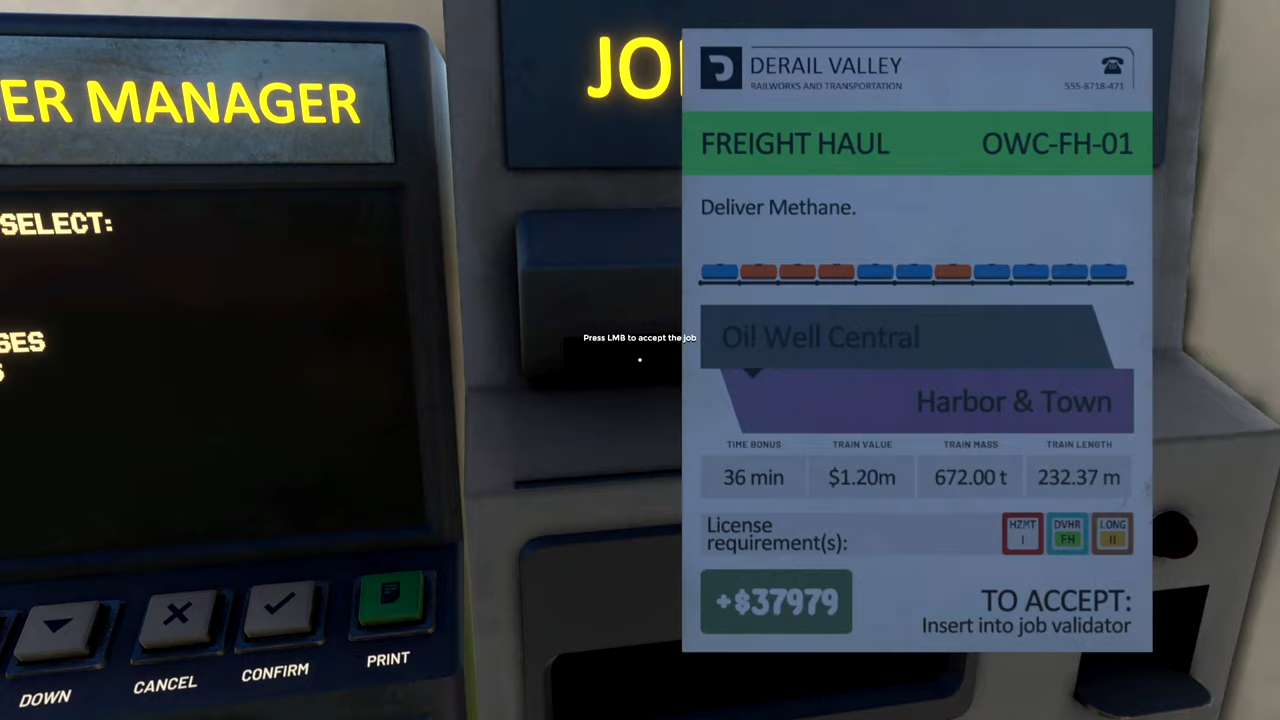 ER MANAGER
SELECT:
SES
S
DOWN
CANCEL
CONFIRM
PRINT
JO
Press LMB to accept the job
DERAIL VALLEY
RAILWORKS AND TRANSPORTATION
555-8718-471
FREIGHT HAUL OWC-FH-01
Deliver Methane.
Oil Well Central
Harbor & Town
TIME BONUS TRAIN VALUE TRAIN MASS TRAIN LENGTH
36 min $1.20m 672.00 t 232.37 m
License
requirement(s):
HZMT DVHR LONG
I FH II
+$37979
TO ACCEPT:
Insert into job validator